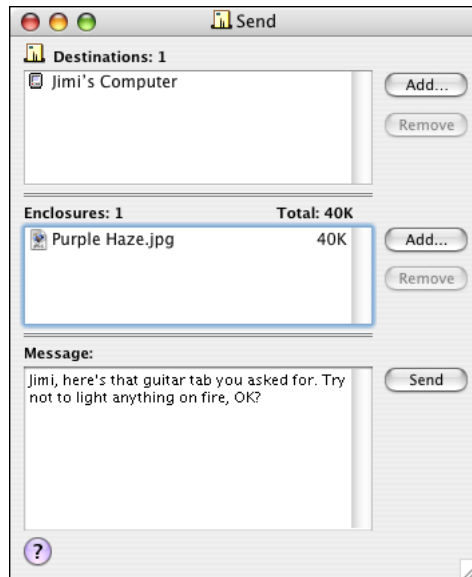 Send
Destinations: 1
Jimi's Computer
Add...
Remove
Enclosures: 1 Total: 40K
Purple Haze.jpg 40K
Add...
Remove
Message:
Jimi, here's that guitar tab you asked for. Try
not to light anything on fire, OK?
Send
?